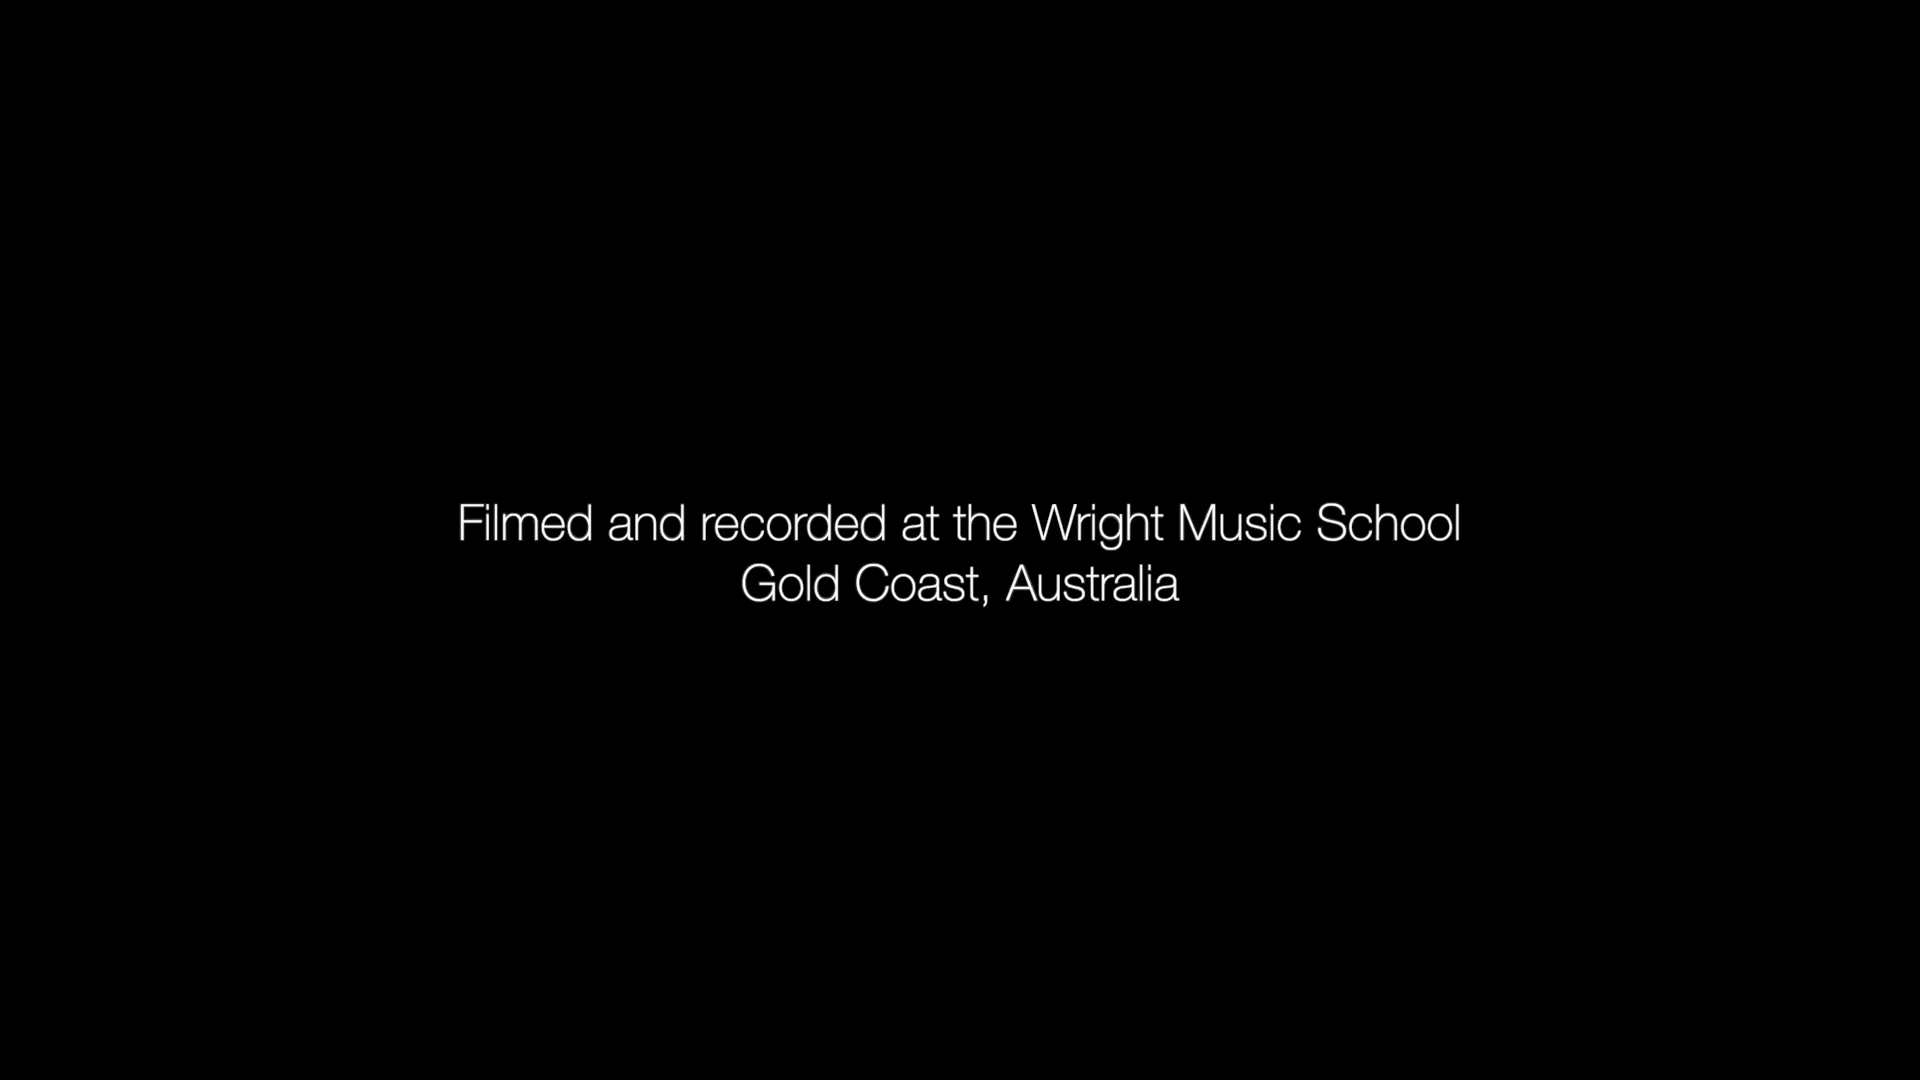 Filmed and recorded at the Wright Music School
Gold Coast, Australia